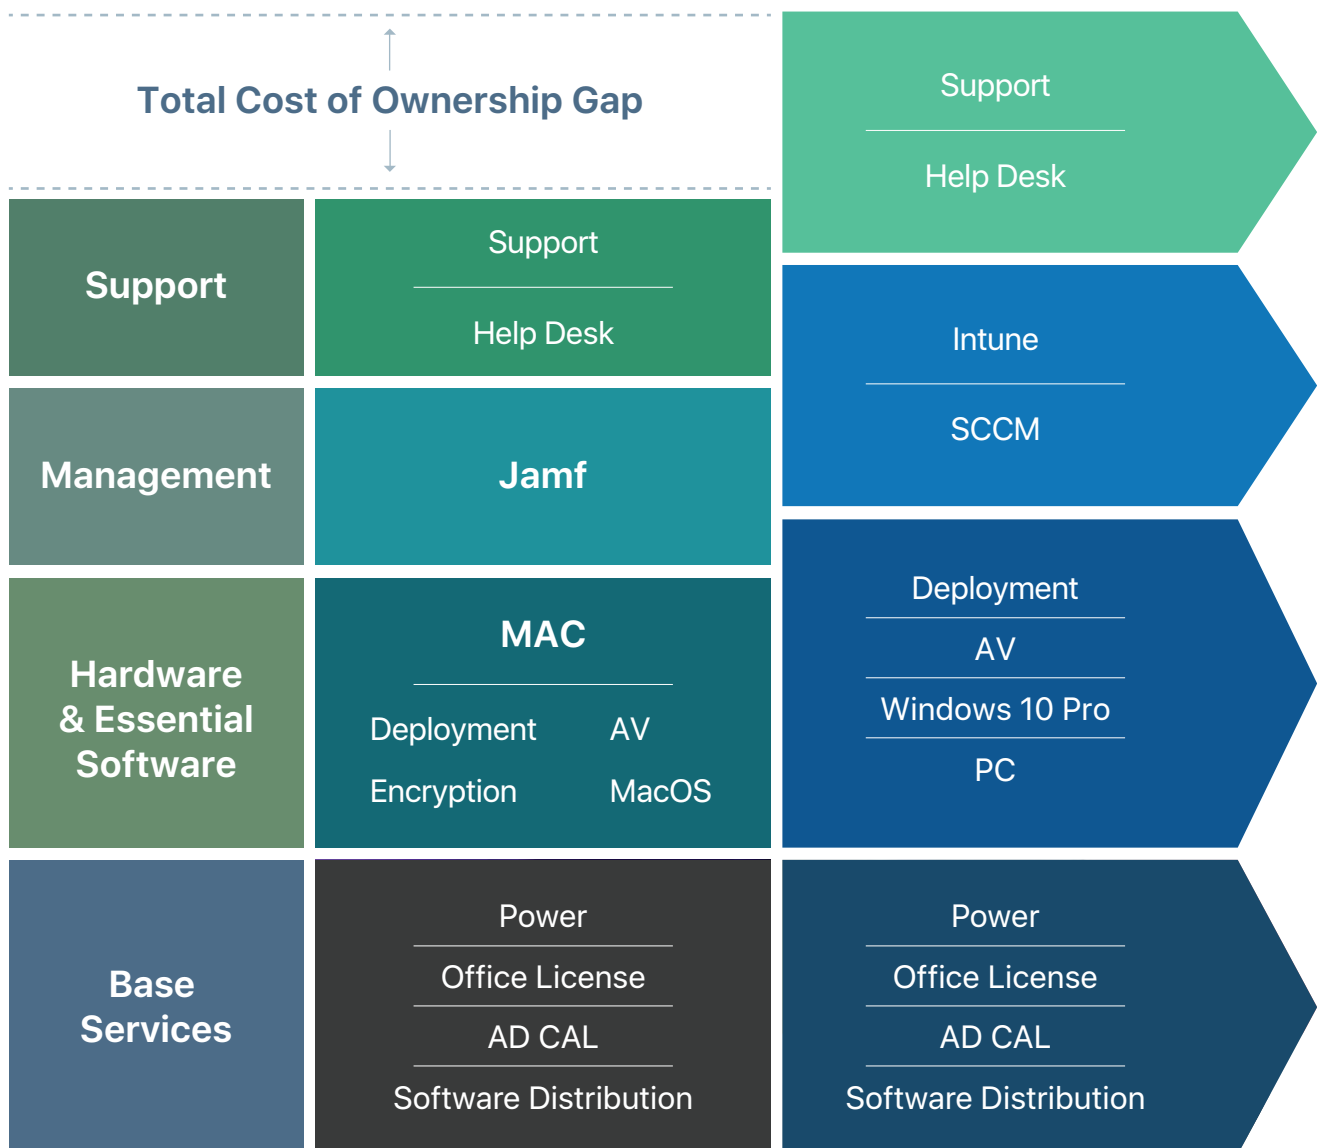 Total Cost of Ownership Gap
Support
Support
Help Desk
Management
Jamf
Hardware
& Essential
Software
MAC
Deployment AV
Encryption MacOS
Base
Services
Power
Office License
AD CAL
Software Distribution
Support
Help Desk
Intune
SCCM
Deployment
AV
Windows 10 Pro
PC
Power
Office License
AD CAL
Software Distribution